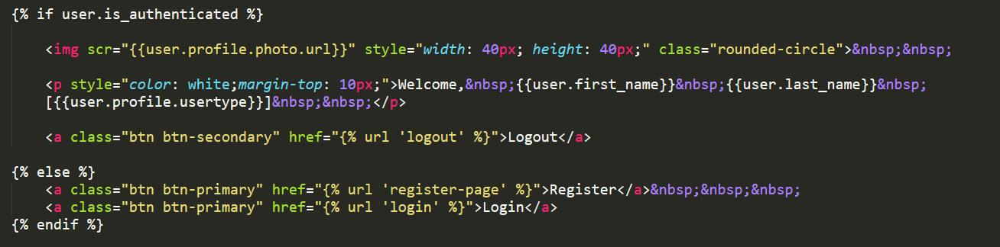 {% if user.is_authenticated %}
<img scr="{{user.profile.photo.url}}" style="width: 40px; height: 40px;" class="rounded-circle">&nbsp;&nbsp;
<p style="color: white;margin-top: 10px;">Welcome,&nbsp;{{user.first_name}}&nbsp;{{user.last_name}}&nbsp;
[{{user.profile.usertype}}]&nbsp;&nbsp;</p>
<a class="btn btn-secondary" href="{% url 'logout' %}">Logout</a>
{% else %}
<a class="btn btn-primary" href="{% url 'register-page' %}">Register</a>&nbsp;&nbsp;&nbsp;
<a class="btn btn-primary" href="{% url 'login' %}">Login</a>
{% endif %}